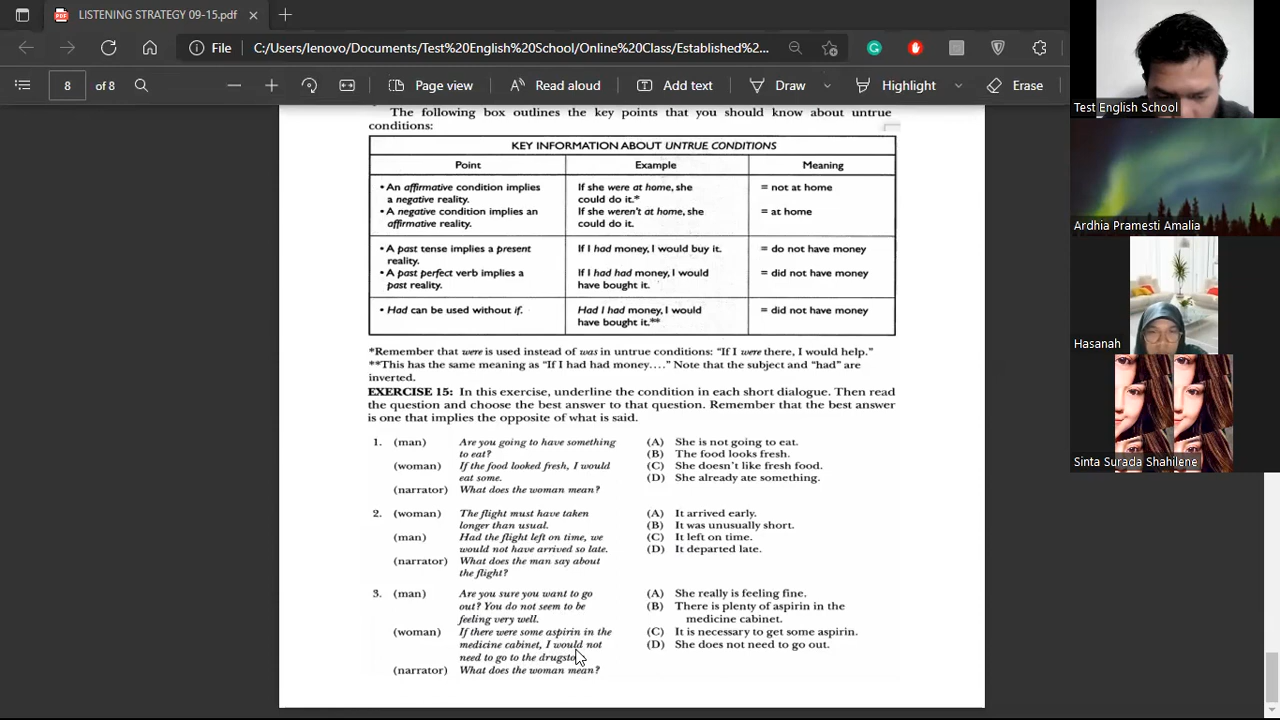 LISTENING STRATEGY 09-15.pdf
File C:/Users/lenovo/Documents/Test%20English%20School/Online%20Class/Established%2...
8 of 8 Page view Read aloud Add text Draw Highlight Erase
The following box outlines the key points that you should know about untrue
conditions:
KEY INFORMATION ABOUT UNTRUE CONDITIONS
Point Example Meaning
• An affirmative condition implies If she were at home, she = not at home
a negative reality. could do it.*
• A negative condition implies an If she weren't at home, she = at home
affirmative reality. could do it.
• A past tense implies a present If I had money, I would buy it. = do not have money
reality.
• A past perfect verb implies a If I had had money, I would = did not have money
past reality. have bought it.
• Had can be used without if. Had I had money, I would = did not have money
have bought it.**
*Remember that were is used instead of was in untrue conditions: “If I were there, I would help.”
**This has the same meaning as “If I had had money....” Note that the subject and “had” are
inverted.
EXERCISE 15: In this exercise, underline the condition in each short dialogue. Then read
the question and choose the best answer to that question. Remember that the best answer
is one that implies the opposite of what is said.
1. (man) Are you going to have something (A) She is not going to eat.
to eat? (B) The food looks fresh.
(woman) If the food looked fresh, I would (C) She doesn't like fresh food.
eat some. (D) She already ate something.
(narrator) What does the woman mean?
2. (woman) The flight must have taken (A) It arrived early.
longer than usual. (B) It was unusually short.
(man) Had the flight left on time, we (C) It left on time.
would not have arrived so late. (D) It departed late.
(narrator) What does the man say about
the flight?
3. (man) Are you sure you want to go (A) She really is feeling fine.
out? You do not seem to be (B) There is plenty of aspirin in the
feeling very well. medicine cabinet.
(woman) If there were some aspirin in the (C) It is necessary to get some aspirin.
medicine cabinet, I would not (D) She does not need to go out.
need to go to the
(narrator) What does the woman mean?
Test English School
Ardhia Pramesti Amalia
Hasanah
Sinta Surada Shahilene